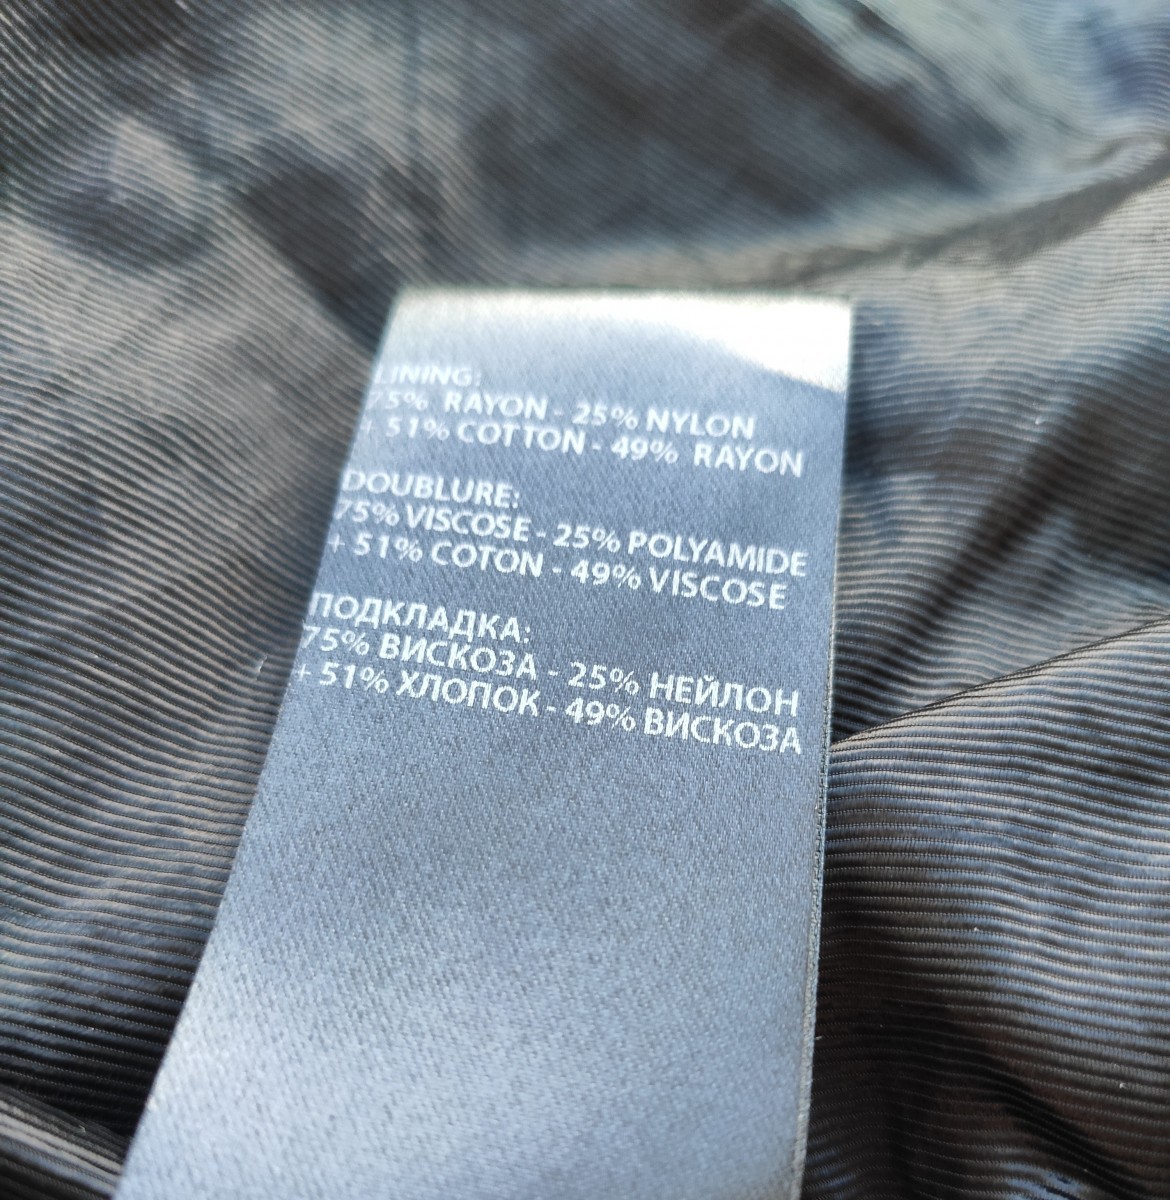 LINING:
75% RAYON - 25% NYLON
+ 51% COTTON - 49% RAYON
DOUBLURE:
75% VISCOSE - 25% POLYAMIDE
+ 51% COTON - 49% VISCOSE
ПОДКЛАДКА:
75% ВИСКОЗА - 25% НЕЙЛОН
+ 51% ХЛОПОК - 49% ВИСКОЗА